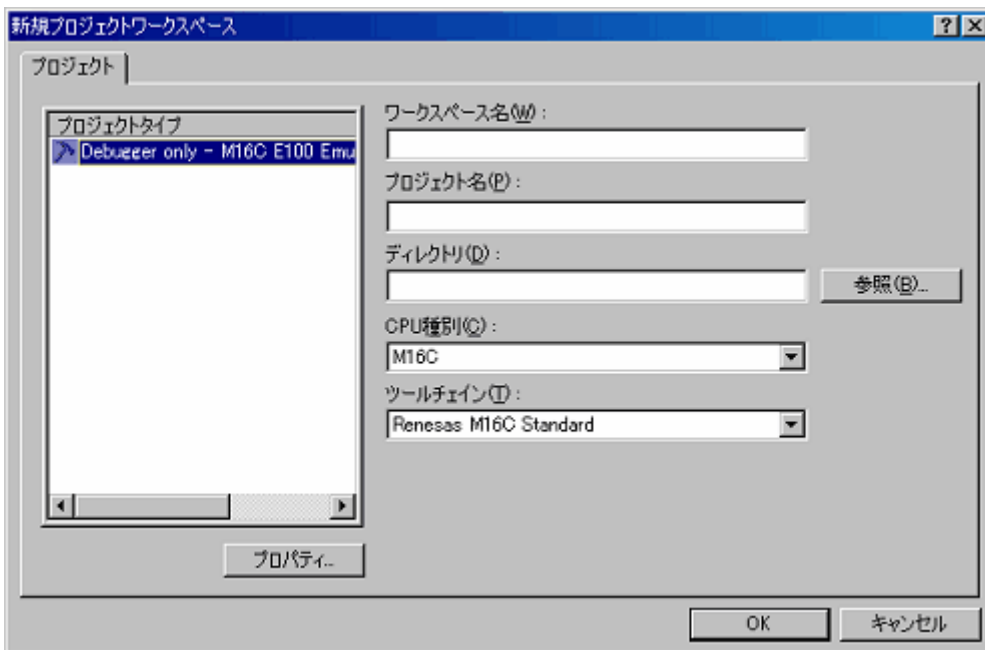 新規プロジェクトワークスペース
プロジェクト
プロジェクトタイプ
Debugger only - M16C E100 Emu
ワークスペース名(W):
プロジェクト名(P):
ディレクトリ(D):
参照(B)...
CPU種別(C):
M16C
ツールチェイン(T):
Renesas M16C Standard
プロパティ...
OK
キャンセル